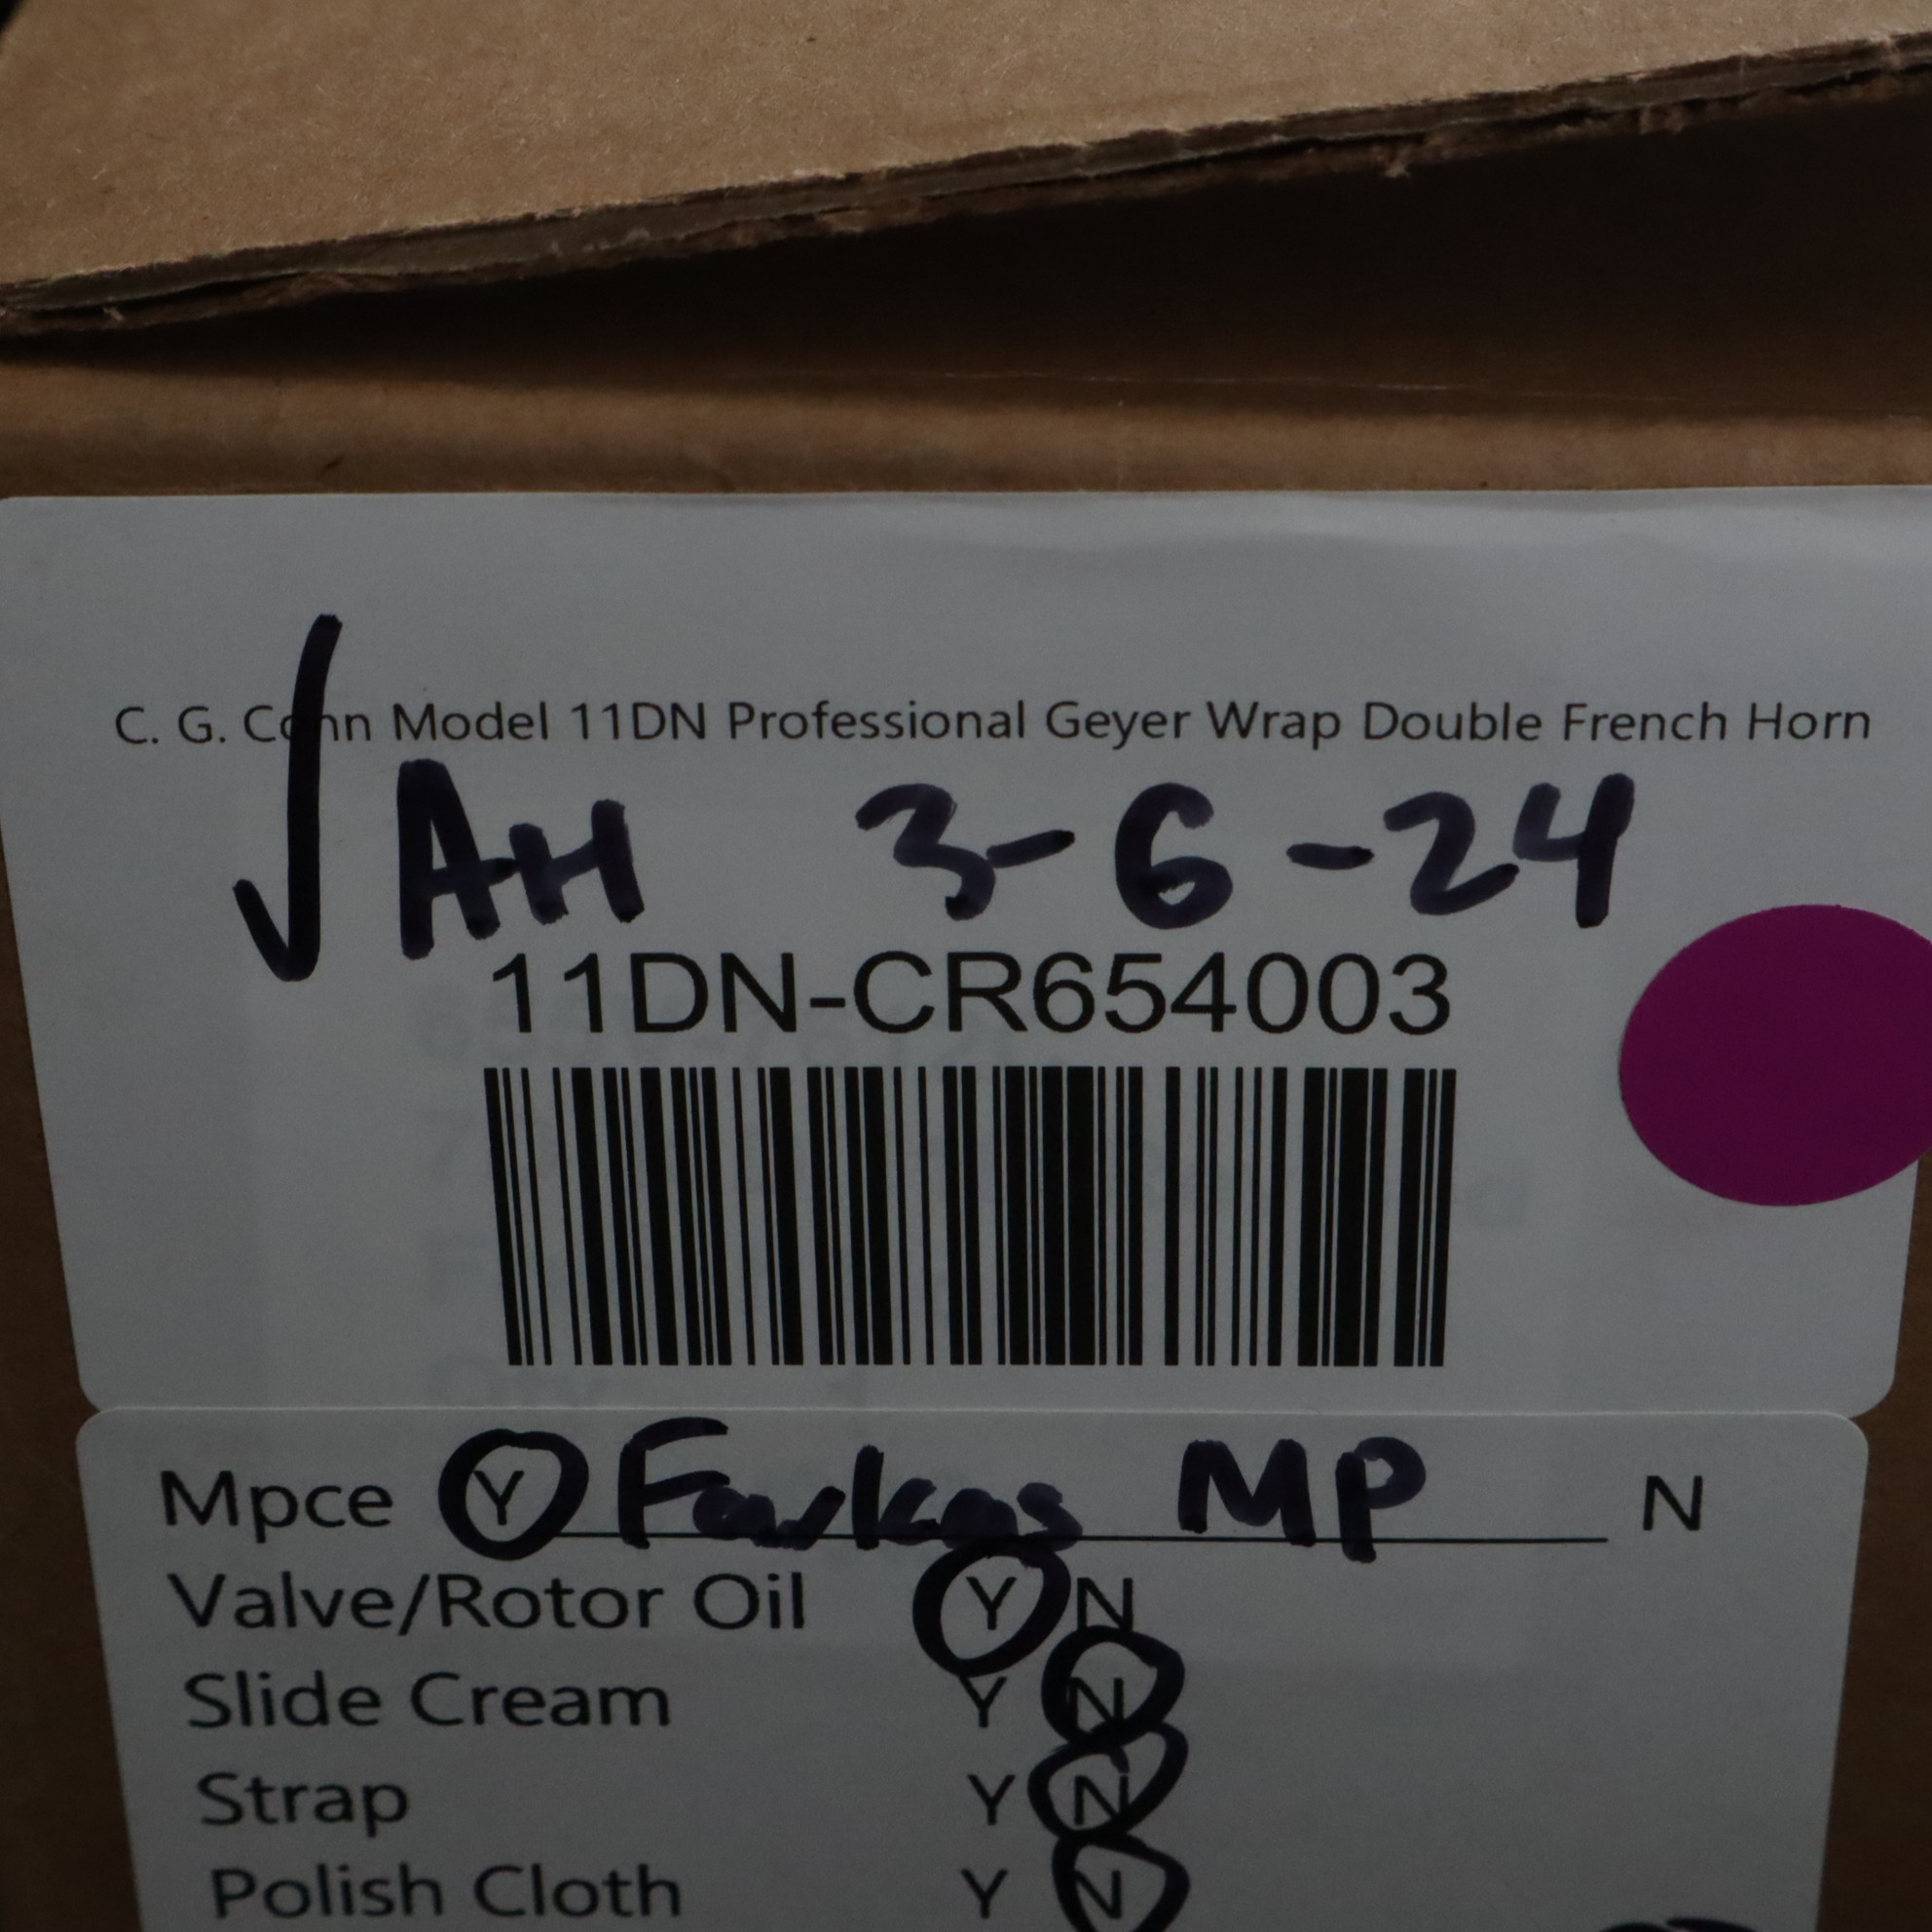 C. G. Conn Model 11DN Professional Geyer Wrap Double French Horn
✓ AH 3-6-24
11DN-CR654003
Mpce Y Farkas MP N
Valve/Rotor Oil Y N
Slide Cream Y N
Strap Y N
Polish Cloth Y N